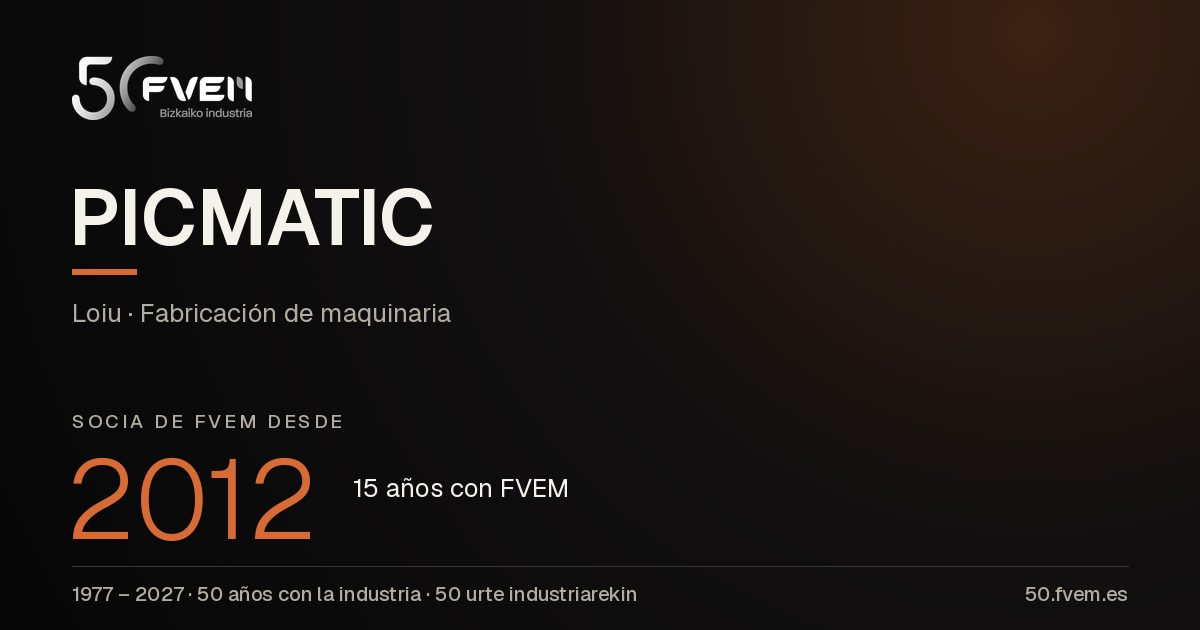 50 FVEM
Bizkaiko industria
PICMATIC
Loiu · Fabricación de maquinaria
SOCIA DE FVEM DESDE
2012
15 años con FVEM
1977 – 2027 · 50 años con la industria · 50 urte industriarekin
50.fvem.es